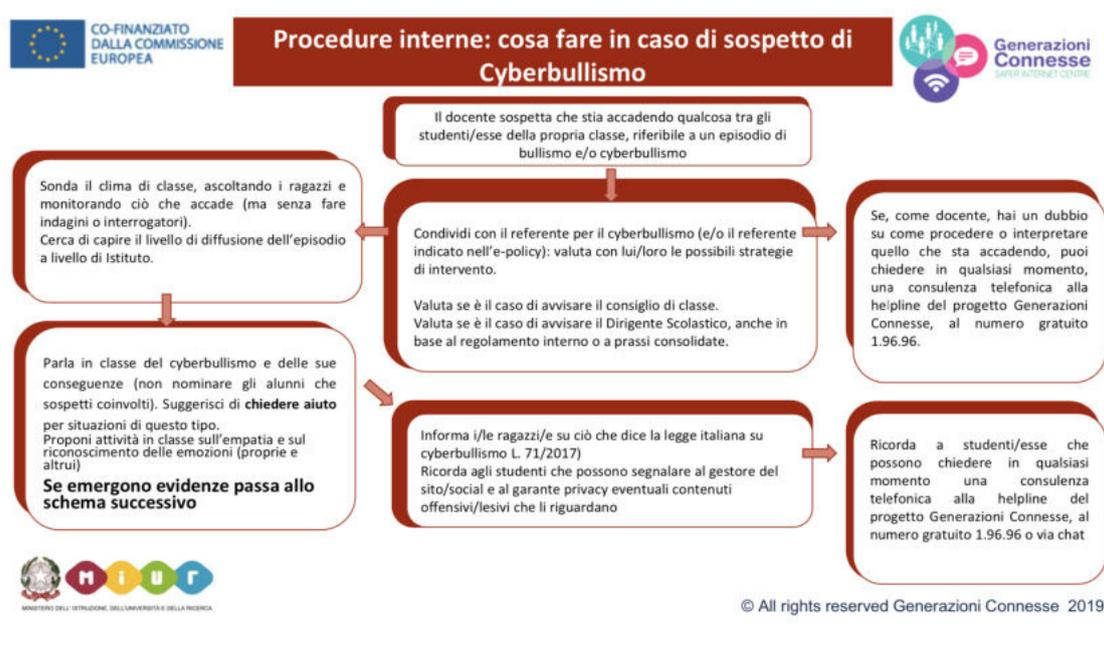 CO-FINANZIATO
DALLA COMMISSIONE
EUROPEA
Procedure interne: cosa fare in caso di sospetto di
Cyberbullismo
Generazioni
Connesse
SAFER INTERNET CENTRE
Il docente sospetta che stia accadendo qualcosa tra gli
studenti/esse della propria classe, riferibile a un episodio di
bullismo e/o cyberbullismo
Sonda il clima di classe, ascoltando i ragazzi e
monitorando ciò che accade (ma senza fare
indagini o interrogatori).
Cerca di capire il livello di diffusione dell'episodio
a livello di Istituto.
Condividi con il referente per il cyberbullismo (e/o il referente
indicato nell'e-policy): valuta con lui/loro le possibili strategie
di intervento.
Valuta se è il caso di avvisare il consiglio di classe.
Valuta se è il caso di avvisare il Dirigente Scolastico, anche in
base al regolamento interno o a prassi consolidate.
Se, come docente, hai un dubbio
su come procedere o interpretare
quello che sta accadendo, puoi
chiedere in qualsiasi momento,
una consulenza telefonica alla
helpline del progetto Generazioni
Connesse, al numero gratuito
1.96.96.
Parla in classe del cyberbullismo e delle sue
conseguenze (non nominare gli alunni che
sospetti coinvolti). Suggerisci di chiedere aiuto
per situazioni di questo tipo.
Proponi attività in classe sull'empatia e sul
riconoscimento delle emozioni (proprie e
altrui)
Se emergono evidenze passa allo
schema successivo
Informa i/le ragazzi/e su ciò che dice la legge italiana su
cyberbullismo L. 71/2017)
Ricorda agli studenti che possono segnalare al gestore del
sito/social e al garante privacy eventuali contenuti
offensivi/lesivi che li riguardano
Ricorda a studenti/esse che
possono chiedere in qualsiasi
momento una consulenza
telefonica alla helpline del
progetto Generazioni Connesse, al
numero gratuito 1.96.96 o via chat
M i U r
MINISTERO DELL'ISTRUZIONE, DELL'UNIVERSITÀ E DELLA RICERCA
© All rights reserved Generazioni Connesse 2019